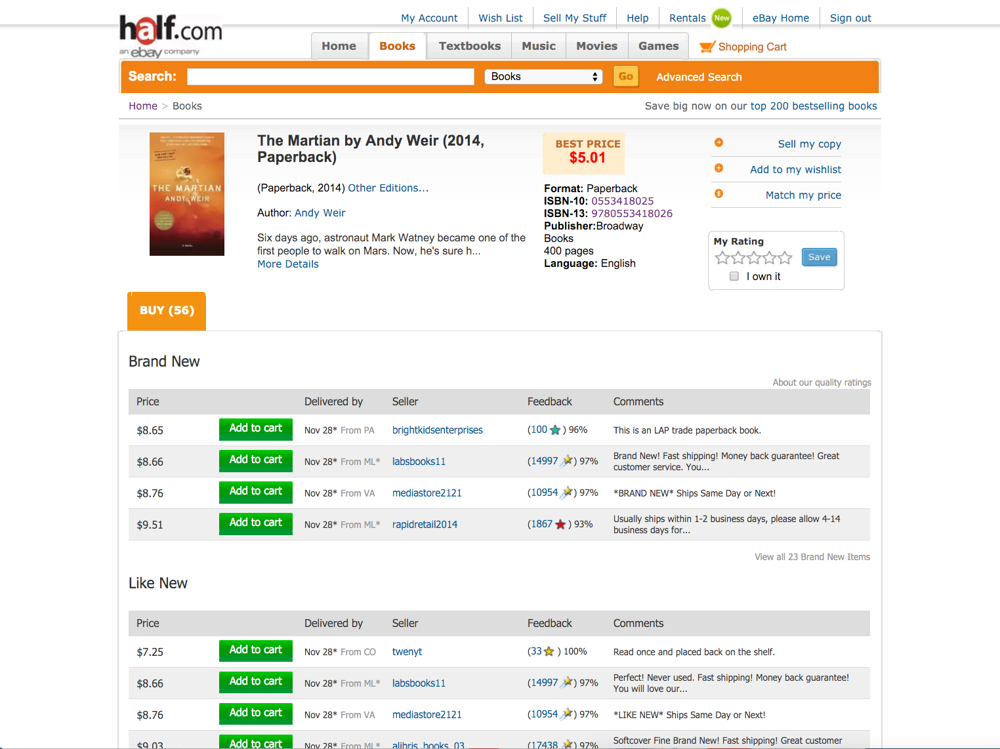 half.com
an ebay company
My Account
Wish List
Sell My Stuff
Help
Rentals
New
eBay Home
Sign out
Home
Books
Textbooks
Music
Movies
Games
Shopping Cart
Search:
Books
Go
Advanced Search
Home > Books
Save big now on our top 200 bestselling books
THE MARTIAN
ANDY WEIR
The Martian by Andy Weir (2014,
Paperback)
(Paperback, 2014) Other Editions...
Author: Andy Weir
Six days ago, astronaut Mark Watney became one of the
first people to walk on Mars. Now, he's sure h...
More Details
BEST PRICE
$5.01
Format: Paperback
ISBN-10: 0553418025
ISBN-13: 9780553418026
Publisher:Broadway
Books
400 pages
Language: English
Sell my copy
Add to my wishlist
Match my price
My Rating
Save
I own it
BUY (56)
Brand New
About our quality ratings
Price Delivered by Seller Feedback Comments
$8.65 Add to cart Nov 28* From PA brightkidsenterprises (100 ) 96% This is an LAP trade paperback book.
$8.66 Add to cart Nov 28* From ML* labsbooks11 (14997 ) 97% Brand New! Fast shipping! Money back guarantee! Great
customer service. You...
$8.76 Add to cart Nov 28* From VA mediastore2121 (10954 ) 97% *BRAND NEW* Ships Same Day or Next!
$9.51 Add to cart Nov 28* From ML* rapidretail2014 (1867 ) 93% Usually ships within 1-2 business days, please allow 4-14
business days for...
View all 23 Brand New Items
Like New
Price Delivered by Seller Feedback Comments
$7.25 Add to cart Nov 28* From CO twenyt (33 ) 100% Read once and placed back on the shelf.
$8.66 Add to cart Nov 28* From ML* labsbooks11 (14997 ) 97% Perfect! Never used. Fast shipping! Money back guarantee!
You will love our...
$8.76 Add to cart Nov 28* From VA mediastore2121 (10954 ) 97% *LIKE NEW* Ships Same Day or Next!
$9.03 Add to cart Nov 28* From ML* alibris_books_03 (17438 ) 97% Softcover Fine Brand New! Fast shipping! Great customer